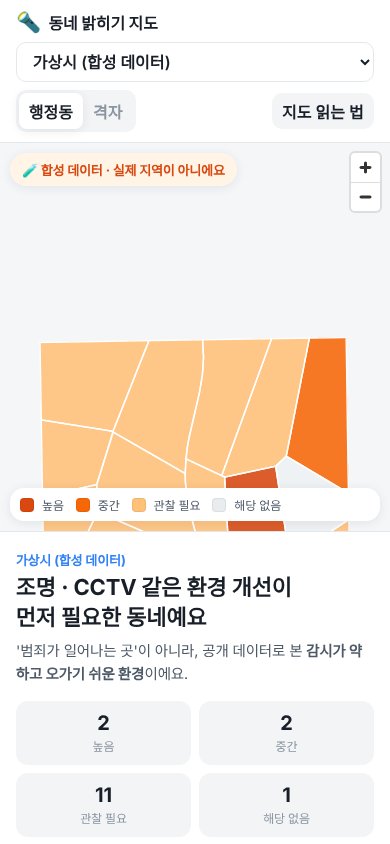 동네 밝히기 지도
가상시 (합성 데이터)
행정동 격자 지도 읽는 법
합성 데이터 · 실제 지역이 아니에요
+
−
높음 중간 관찰 필요 해당 없음
가상시 (합성 데이터)
조명 · CCTV 같은 환경 개선이
먼저 필요한 동네예요
'범죄가 일어나는 곳'이 아니라, 공개 데이터로 본 감시가 약
하고 오가기 쉬운 환경이에요.
2 2
높음 중간
11 1
관찰 필요 해당 없음